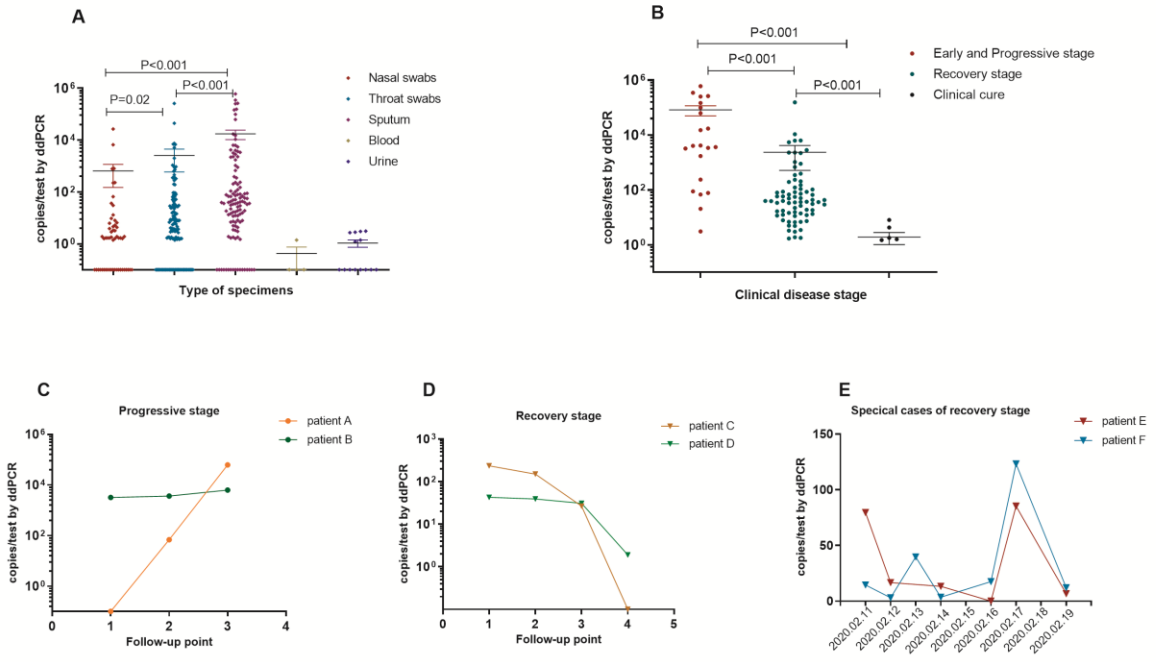 A
P<0.001
P<0.001
P=0.02
10^6
10^4
10^2
10^0
copies/test by ddPCR
Type of specimens
Nasal swabs
Throat swabs
Sputum
Blood
Urine
B
P<0.001
P<0.001
P<0.001
10^6
10^4
10^2
10^0
copies/test by ddPCR
Clinical disease stage
Early and Progressive stage
Recovery stage
Clinical cure
C
Progressive stage
patient A
patient B
10^6
10^4
10^2
10^0
copies/test by ddPCR
0 1 2 3 4
Follow-up point
D
Recovery stage
patient C
patient D
10^3
10^2
10^1
10^0
copies/test by ddPCR
0 1 2 3 4 5
Follow-up point
E
Specical cases of recovery stage
patient E
patient F
150
100
50
0
copies/test by ddPCR
2020.02.11
2020.02.12
2020.02.13
2020.02.14
2020.02.15
2020.02.16
2020.02.17
2020.02.18
2020.02.19